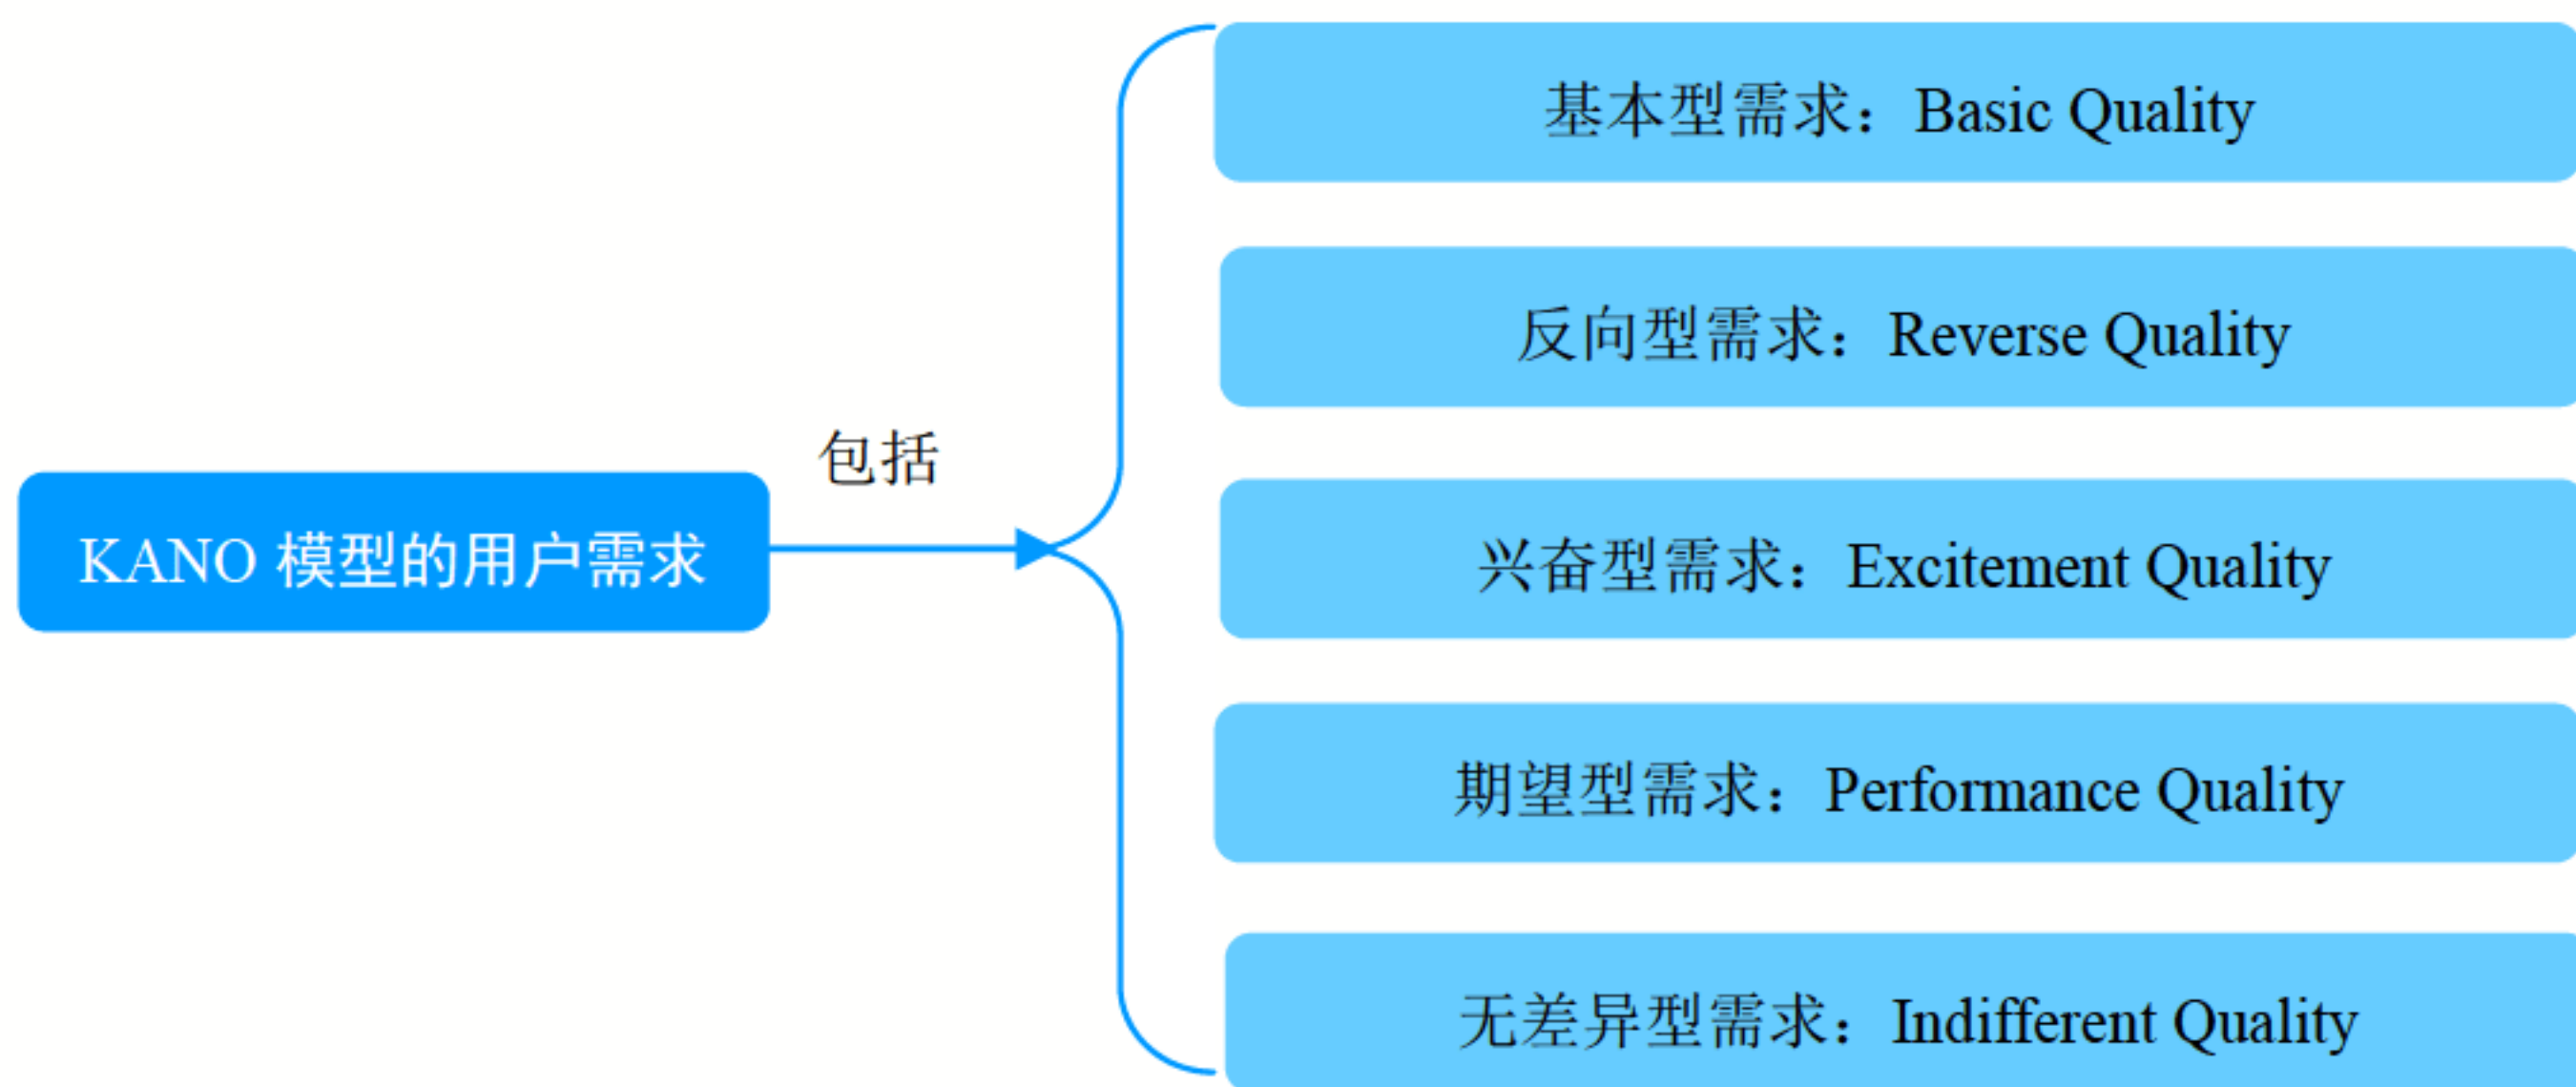 基本型需求：Basic Quality
反向型需求：Reverse Quality
包括
KANO 模型的用户需求
兴奋型需求：Excitement Quality
期望型需求：Performance Quality
无差异型需求：Indifferent Quality